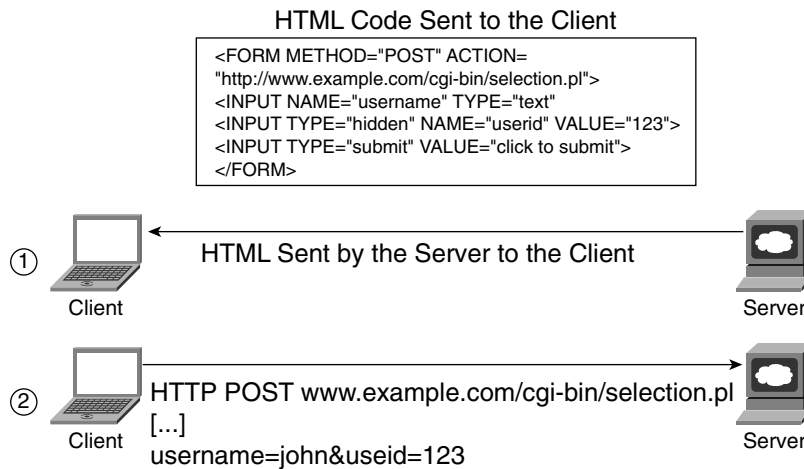 HTML Code Sent to the Client
<FORM METHOD="POST" ACTION=
"http://www.example.com/cgi-bin/selection.pl">
<INPUT NAME="username" TYPE="text"
<INPUT TYPE="hidden" NAME="userid" VALUE="123">
<INPUT TYPE="submit" VALUE="click to submit">
</FORM>
1
HTML Sent by the Server to the Client
Client
Server
2
HTTP POST www.example.com/cgi-bin/selection.pl
[...]
username=john&useid=123
Client
Server